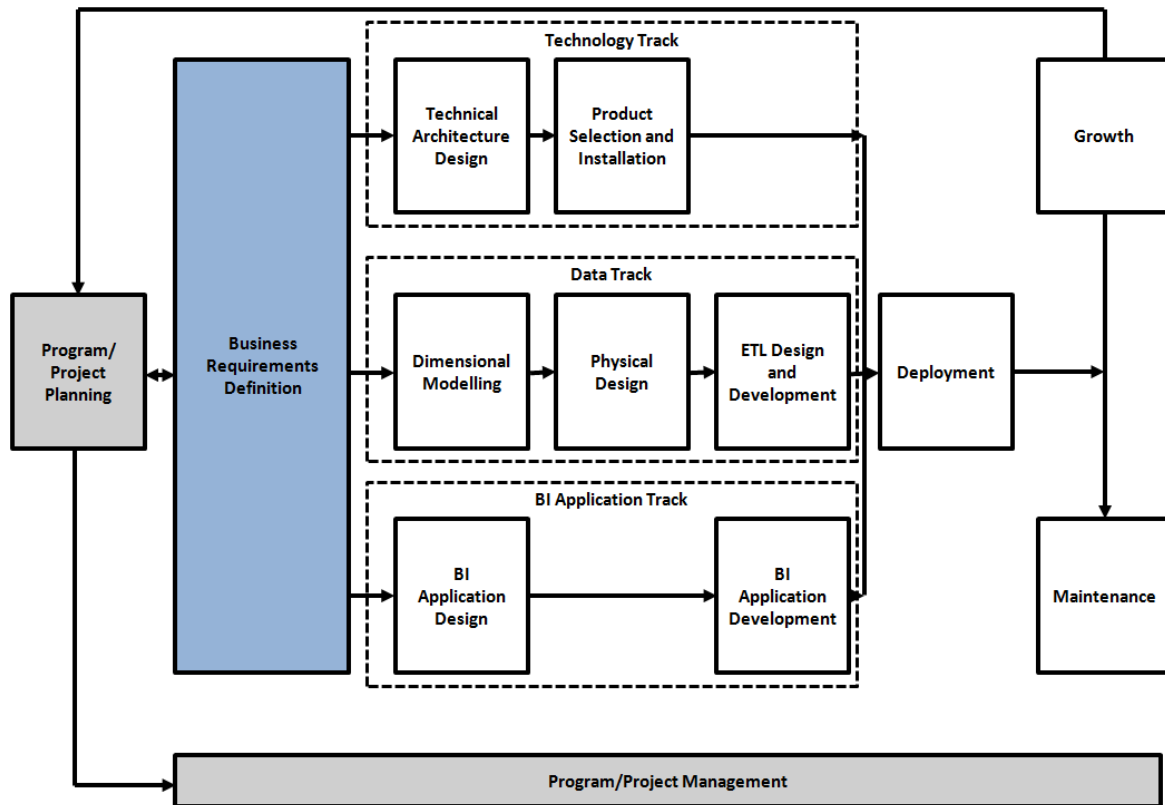 Technology Track
Technical
Architecture
Design
Product
Selection and
Installation
Growth
Data Track
Program/
Project
Planning
Business
Requirements
Definition
Dimensional
Modelling
Physical
Design
ETL Design
and
Development
Deployment
BI Application Track
BI
Application
Design
BI
Application
Development
Maintenance
Program/Project Management